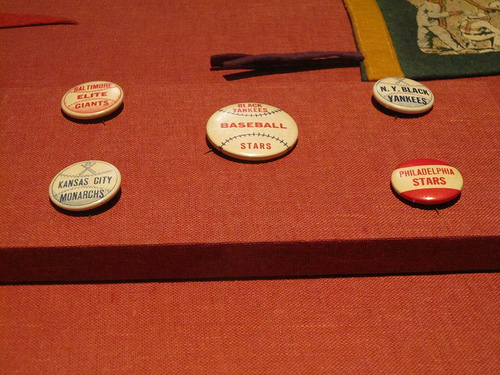 BALTIMORE
ELITE
GIANTS
BLACK
YANKEES
BASEBALL
STARS
N.Y. BLACK
YANKEES
KANSAS CITY
MONARCHS
PHILADELPHIA
STARS